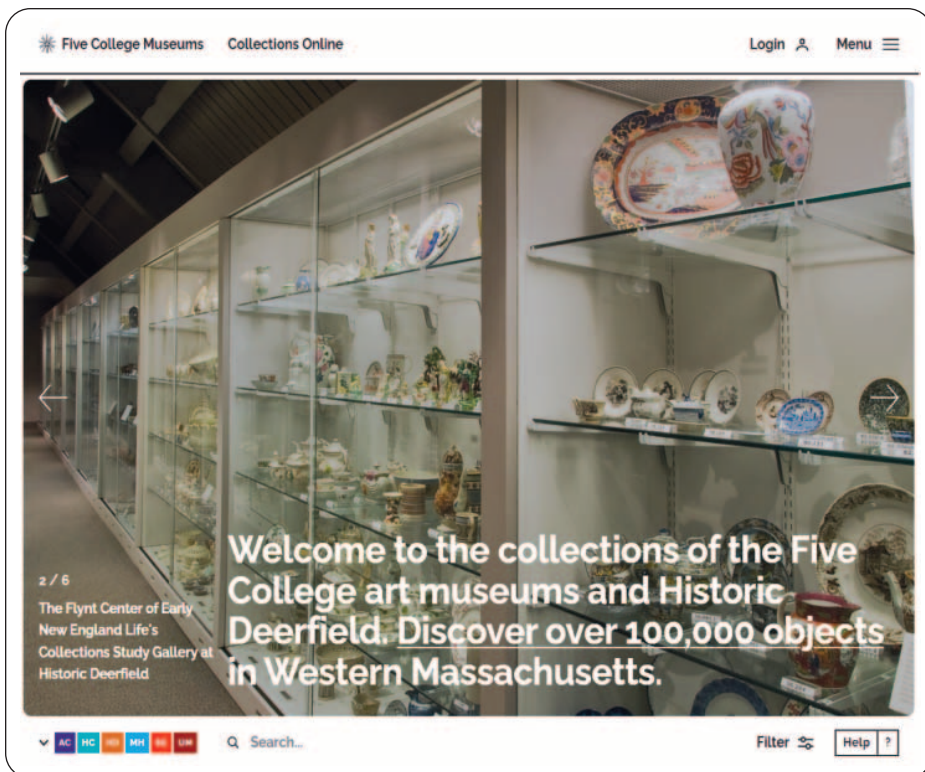 Five College Museums Collections Online
Login Menu
2 / 6
The Flynt Center of Early
New England Life's
Collections Study Gallery at
Historic Deerfield
Welcome to the collections of the Five
College art museums and Historic
Deerfield. Discover over 100,000 objects
in Western Massachusetts.
AC HC HD MH SC UM
Search...
Filter
Help ?